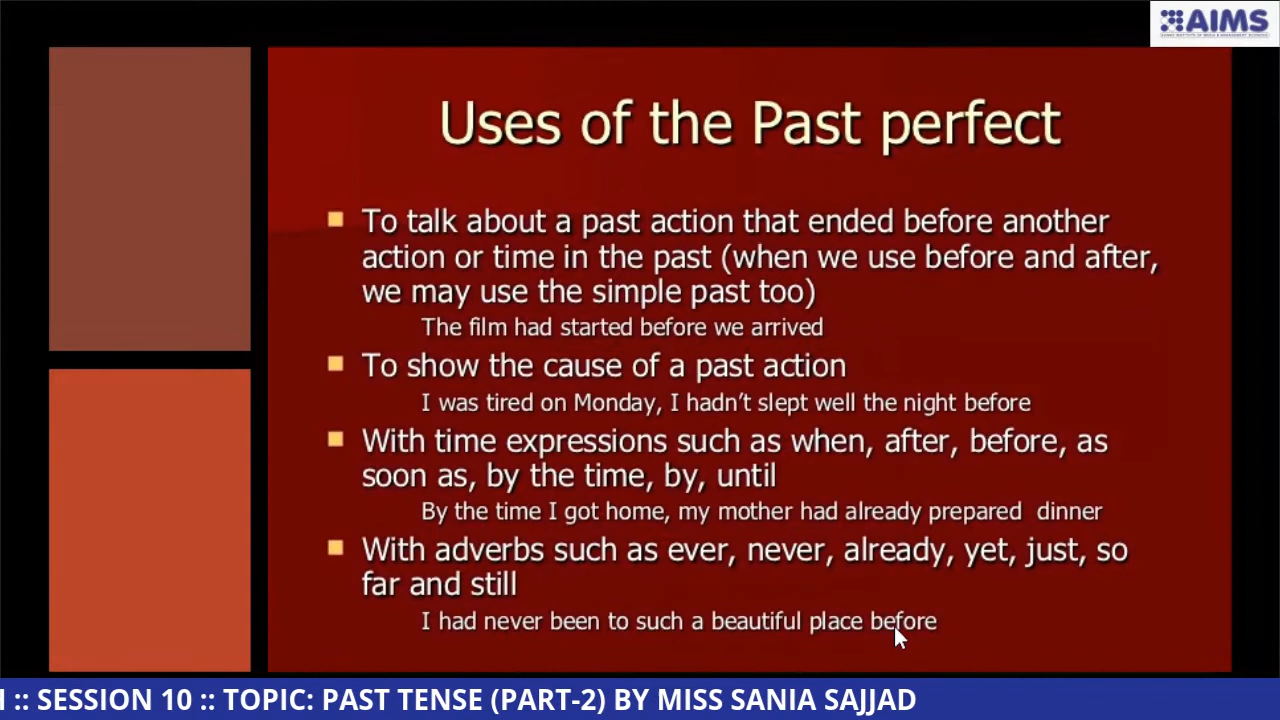 AIMS
Uses of the Past perfect
To talk about a past action that ended before another
action or time in the past (when we use before and after,
we may use the simple past too)
The film had started before we arrived
To show the cause of a past action
I was tired on Monday, I hadn’t slept well the night before
With time expressions such as when, after, before, as
soon as, by the time, by, until
By the time I got home, my mother had already prepared  dinner
With adverbs such as ever, never, already, yet, just, so
far and still
I had never been to such a beautiful place before
:: SESSION 10 :: TOPIC: PAST TENSE (PART-2) BY MISS SANIA SAJJAD